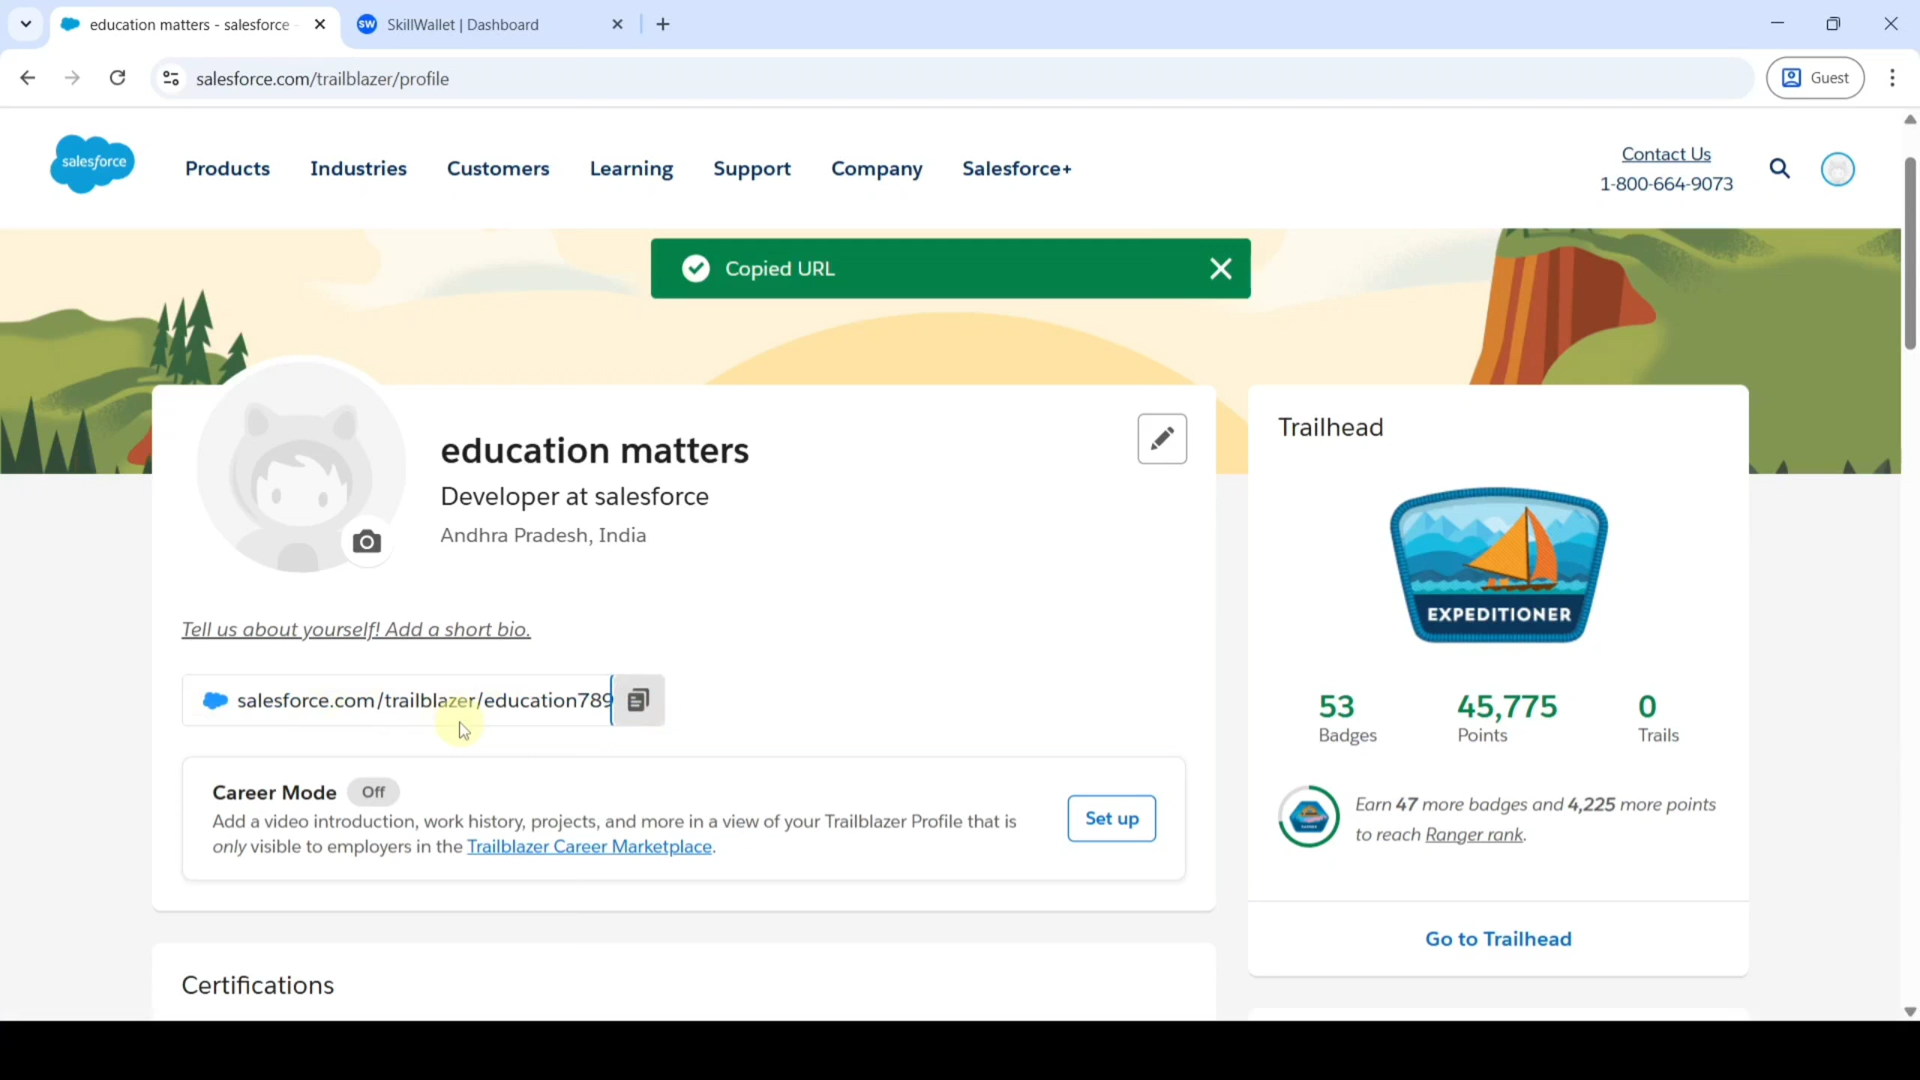 education matters - salesforce -
SW SkillWallet | Dashboard
salesforce.com/trailblazer/profile
Guest
salesforce
Products Industries Customers Learning Support Company Salesforce+
Contact Us
1-800-664-9073
Copied URL
education matters
Developer at salesforce
Andhra Pradesh, India
Tell us about yourself! Add a short bio.
salesforce.com/trailblazer/education789
Career Mode Off
Add a video introduction, work history, projects, and more in a view of your Trailblazer Profile that is
only visible to employers in the Trailblazer Career Marketplace.
Set up
Certifications
Trailhead
EXPEDITIONER
53 45,775 0
Badges Points Trails
Earn 47 more badges and 4,225 more points
to reach Ranger rank.
Go to Trailhead